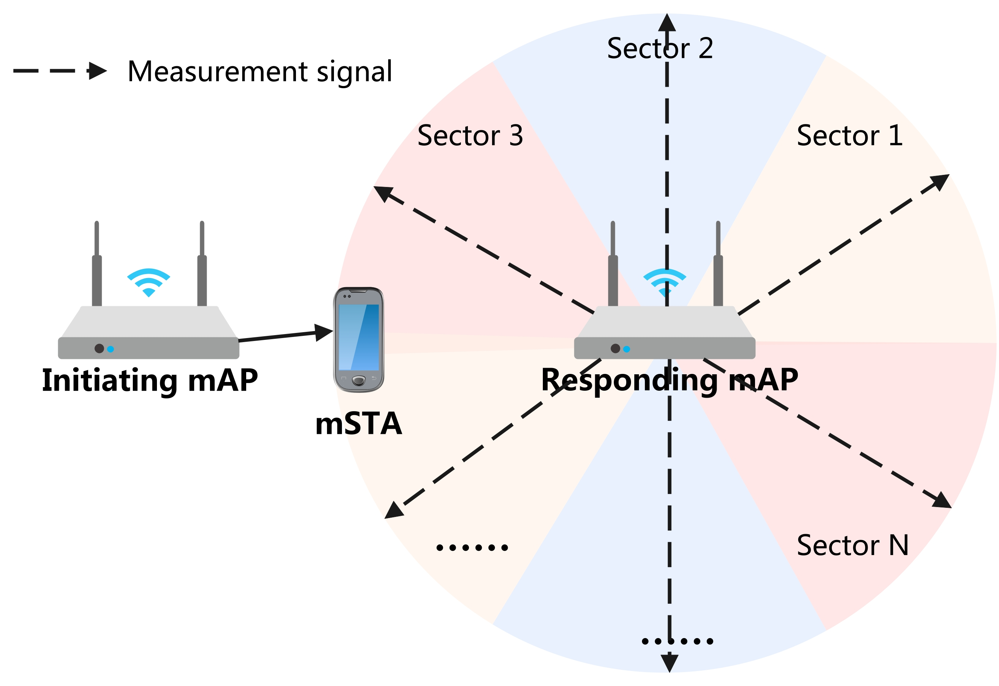 Sector 2
Measurement signal
Sector 3
Sector 1
Initiating mAP
Responding mAP
mSTA
......
Sector N
......